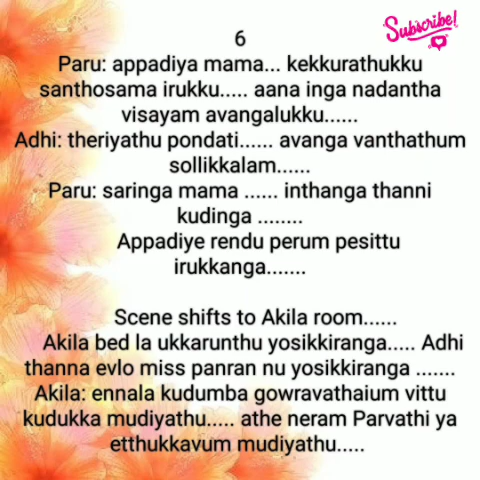 Subscribe!
6
Paru: appadiya mama... kekkurathukku
santhosama irukku..... aana inga nadantha
visayam avangalukku......
Adhi: theriyathu pondati...... avanga vanthathum
sollikkalam......
Paru: saringa mama ...... inthanga thanni
kudinga ........
Appadiye rendu perum pesittu
irukkanga.......
Scene shifts to Akila room......
Akila bed la ukkarunthu yosikkiranga..... Adhi
thanna evlo miss panran nu yosikkiranga .......
Akila: ennala kudumba gowravathaium vittu
kudukka mudiyathu..... athe neram Parvathi ya
etthukkavum mudiyathu.....